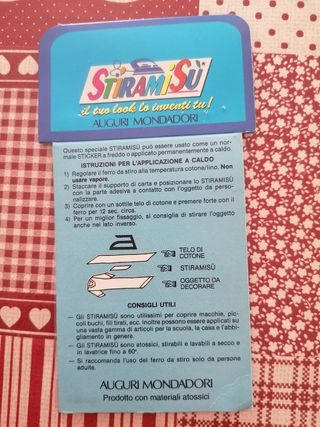 STIRAMISÙ
il tuo look lo inventi tu!
AUGURI MONDADORI
Questo speciale STIRAMISÙ può essere usato come un nor-
male STICKER a freddo o applicato permanentemente a caldo.
ISTRUZIONI PER L'APPLICAZIONE A CALDO
1) Regolare il ferro da stiro alla temperatura cotone/lino. Non
usare vapore.
2) Staccare il supporto di carta e posizionare lo STIRAMISÙ
con la parte adesiva a contatto con l'oggetto da perso-
nalizzare.
3) Coprire con un sottile telo di cotone e premere forte con il
ferro per 12 sec. circa.
4) Per un miglior fissaggio, si consiglia di stirare l'oggetto
anche nel lato inverso.
TELO DI
COTONE
STIRAMISÙ
OGGETTO DA
DECORARE
CONSIGLI UTILI
— Gli STIRAMISÙ sono utilissimi per coprire macchie, pic-
coli buchi, fili tirati, ecc. Inoltre possono essere applicati su
una vasta gamma di articoli per la scuola, la casa e l'abbi-
gliamento in genere.
— Gli STIRAMISÙ sono atossici, stirabili e lavabili a secco e
in lavatrice fino a 60°.
— Si raccomanda l'uso del ferro da stiro solo da persone
adulte.
AUGURI MONDADORI
Prodotto con materiali atossici